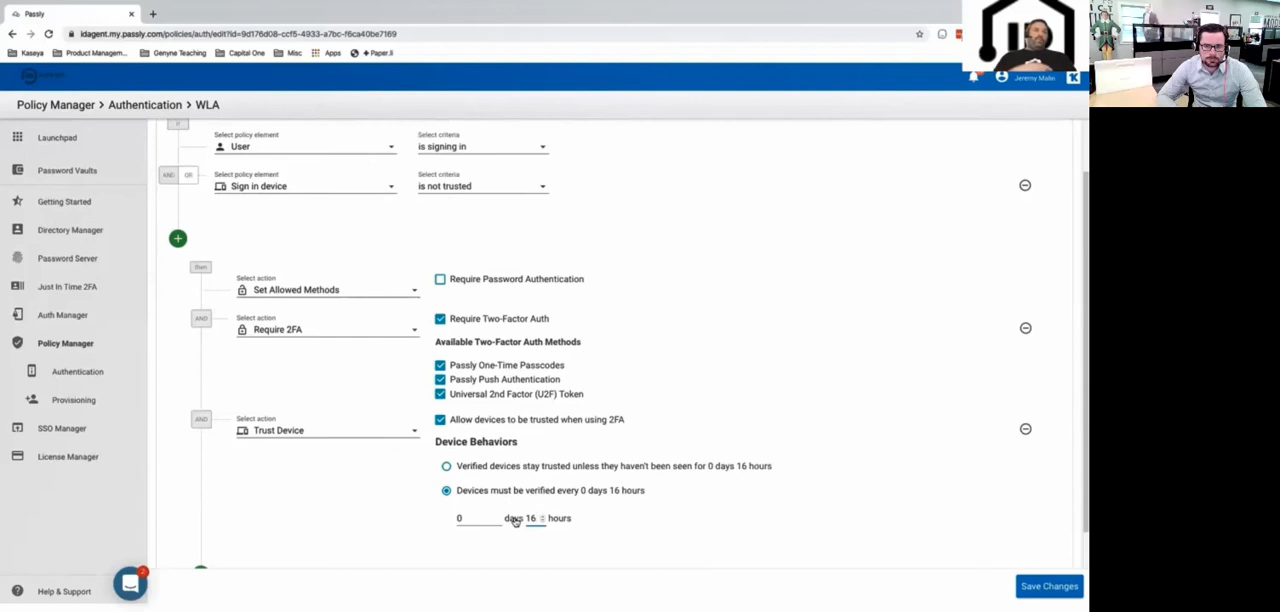 Passly
idagent.my.passly.com/policies/auth/edit?id=9d176d08-ccf5-4933-a7bc-f6ca40be7169
Kaseya Product Managem... Genyne Teaching Capital One Misc Apps + Paper.li
Jeremy Malin
Policy Manager > Authentication > WLA
Launchpad
Password Vaults
Getting Started
Directory Manager
Password Server
Just In Time 2FA
Auth Manager
Policy Manager
Authentication
Provisioning
SSO Manager
License Manager
Help & Support
2
If
Select policy element Select criteria
User is signing in
AND OR
Select policy element Select criteria
Sign in device is not trusted
Then
Select action
Set Allowed Methods
Require Password Authentication
AND
Select action
Require 2FA
Require Two-Factor Auth
Available Two-Factor Auth Methods
Passly One-Time Passcodes
Passly Push Authentication
Universal 2nd Factor (U2F) Token
AND
Select action
Trust Device
Allow devices to be trusted when using 2FA
Device Behaviors
Verified devices stay trusted unless they haven't been seen for 0 days 16 hours
Devices must be verified every 0 days 16 hours
0 days 16 hours
Save Changes